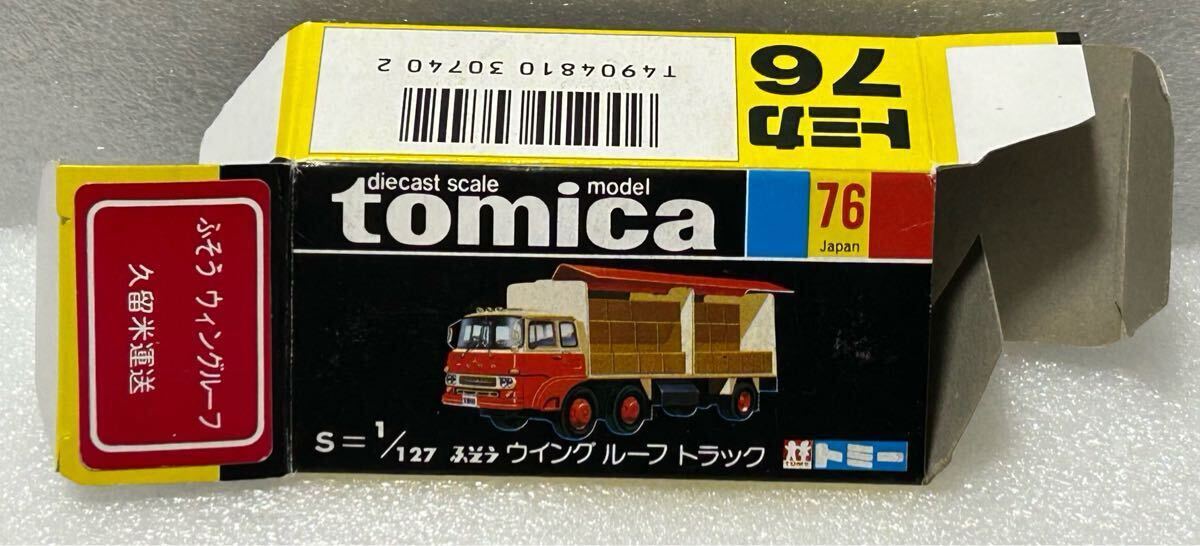 T4904810 30740 2
トミカ
76
diecast scale model
tomica
76
Japan
ふそう ウィングルーフ
久留米運送
S=1/127 ふそう ウイング ルーフ トラック
TOMY
トミー